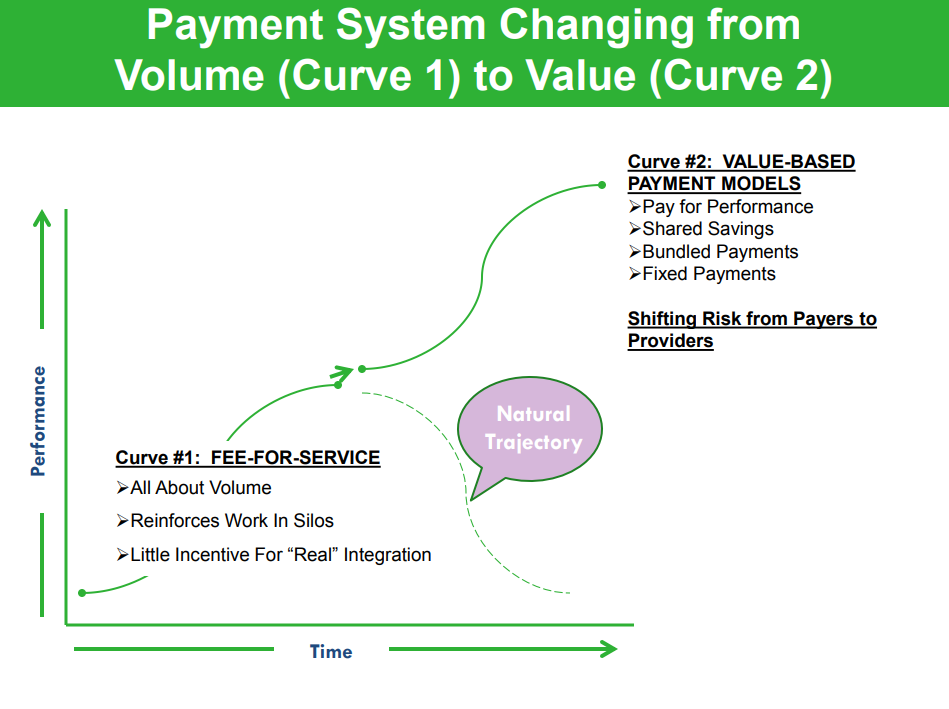 Payment System Changing from
Volume (Curve 1) to Value (Curve 2)
Curve #2: VALUE-BASED
PAYMENT MODELS
➢Pay for Performance
➢Shared Savings
➢Bundled Payments
➢Fixed Payments
Shifting Risk from Payers to
Providers
Performance
Natural
Trajectory
Curve #1: FEE-FOR-SERVICE
➢All About Volume
➢Reinforces Work In Silos
➢Little Incentive For “Real” Integration
Time